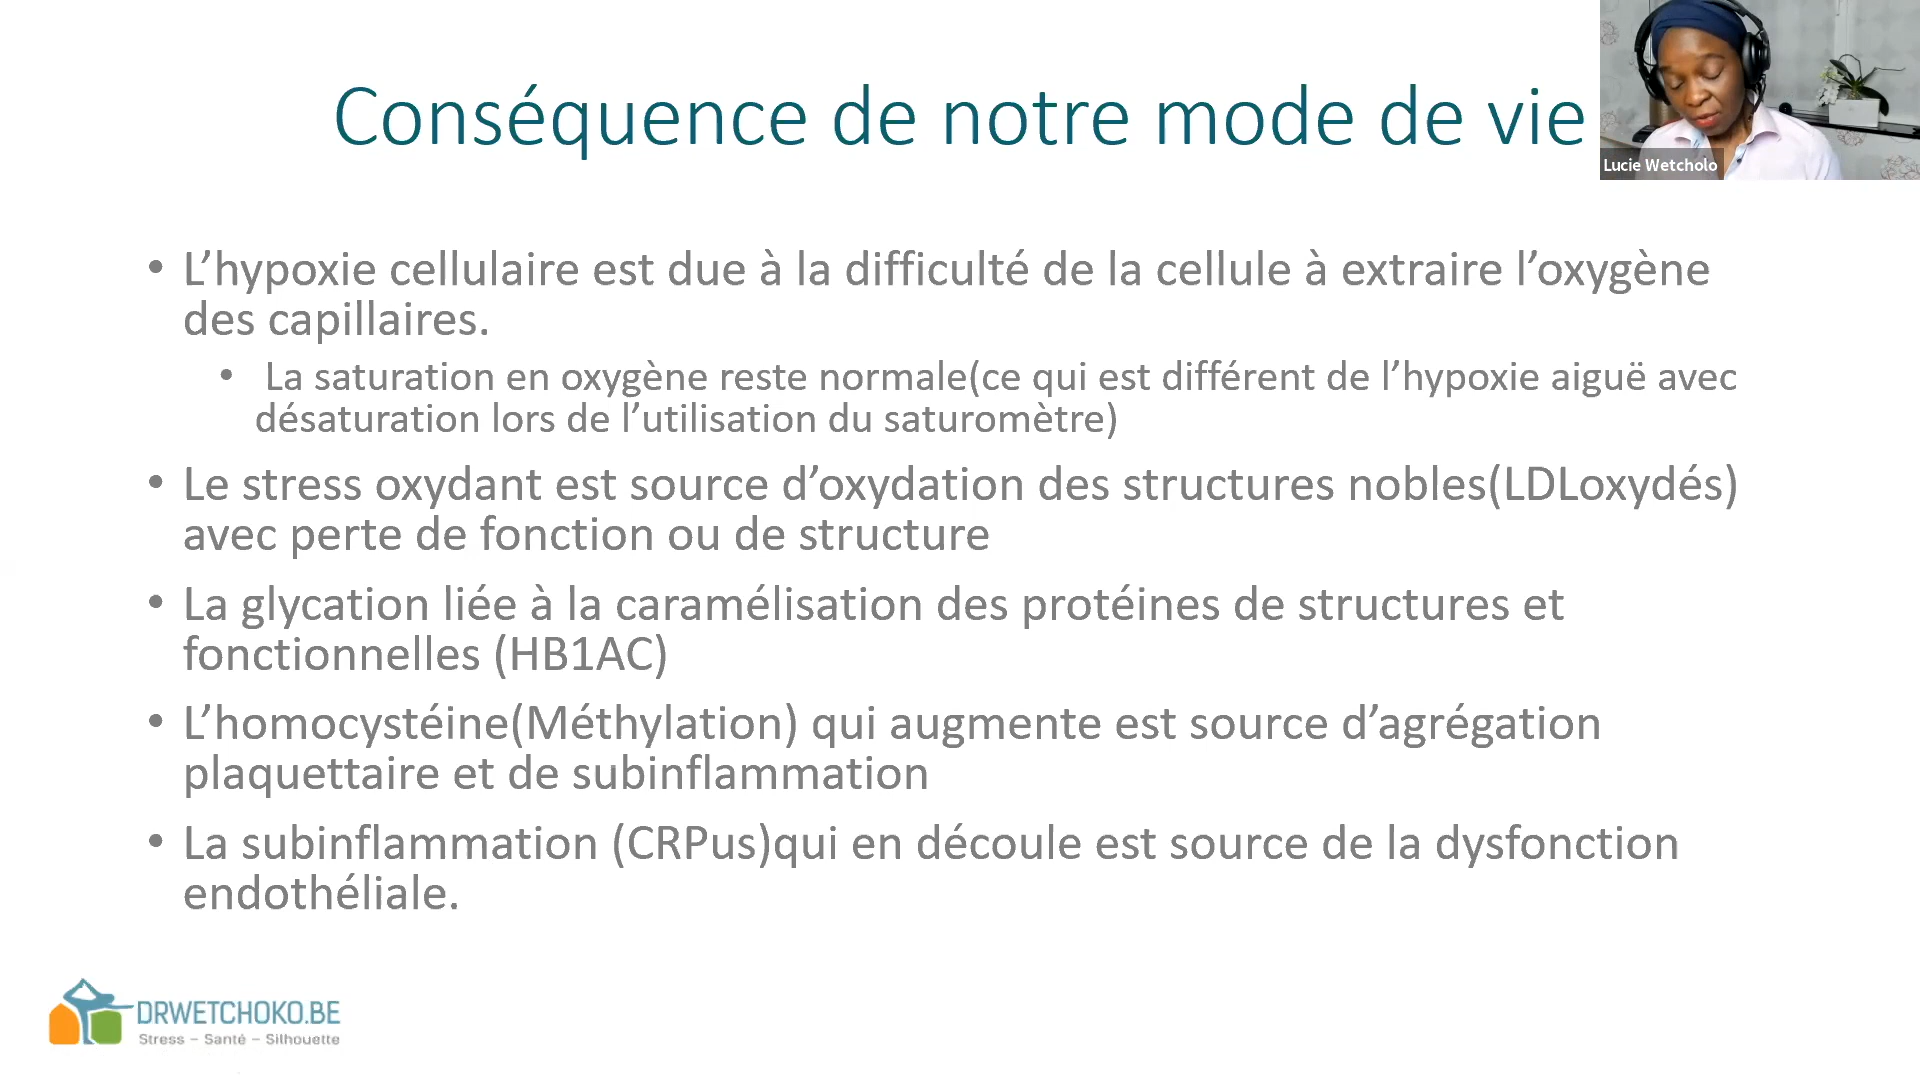 Conséquence de notre mode de vie
Lucie Wetcholo
• L’hypoxie cellulaire est due à la difficulté de la cellule à extraire l’oxygène
des capillaires.
• La saturation en oxygène reste normale(ce qui est différent de l’hypoxie aiguë avec
désaturation lors de l’utilisation du saturomètre)
• Le stress oxydant est source d’oxydation des structures nobles(LDLoxydés)
avec perte de fonction ou de structure
• La glycation liée à la caramélisation des protéines de structures et
fonctionnelles (HB1AC)
• L’homocystéine(Méthylation) qui augmente est source d’agrégation
plaquettaire et de subinflammation
• La subinflammation (CRPus)qui en découle est source de la dysfonction
endothéliale.
DRWETCHOKO.BE
Stress – Santé – Silhouette